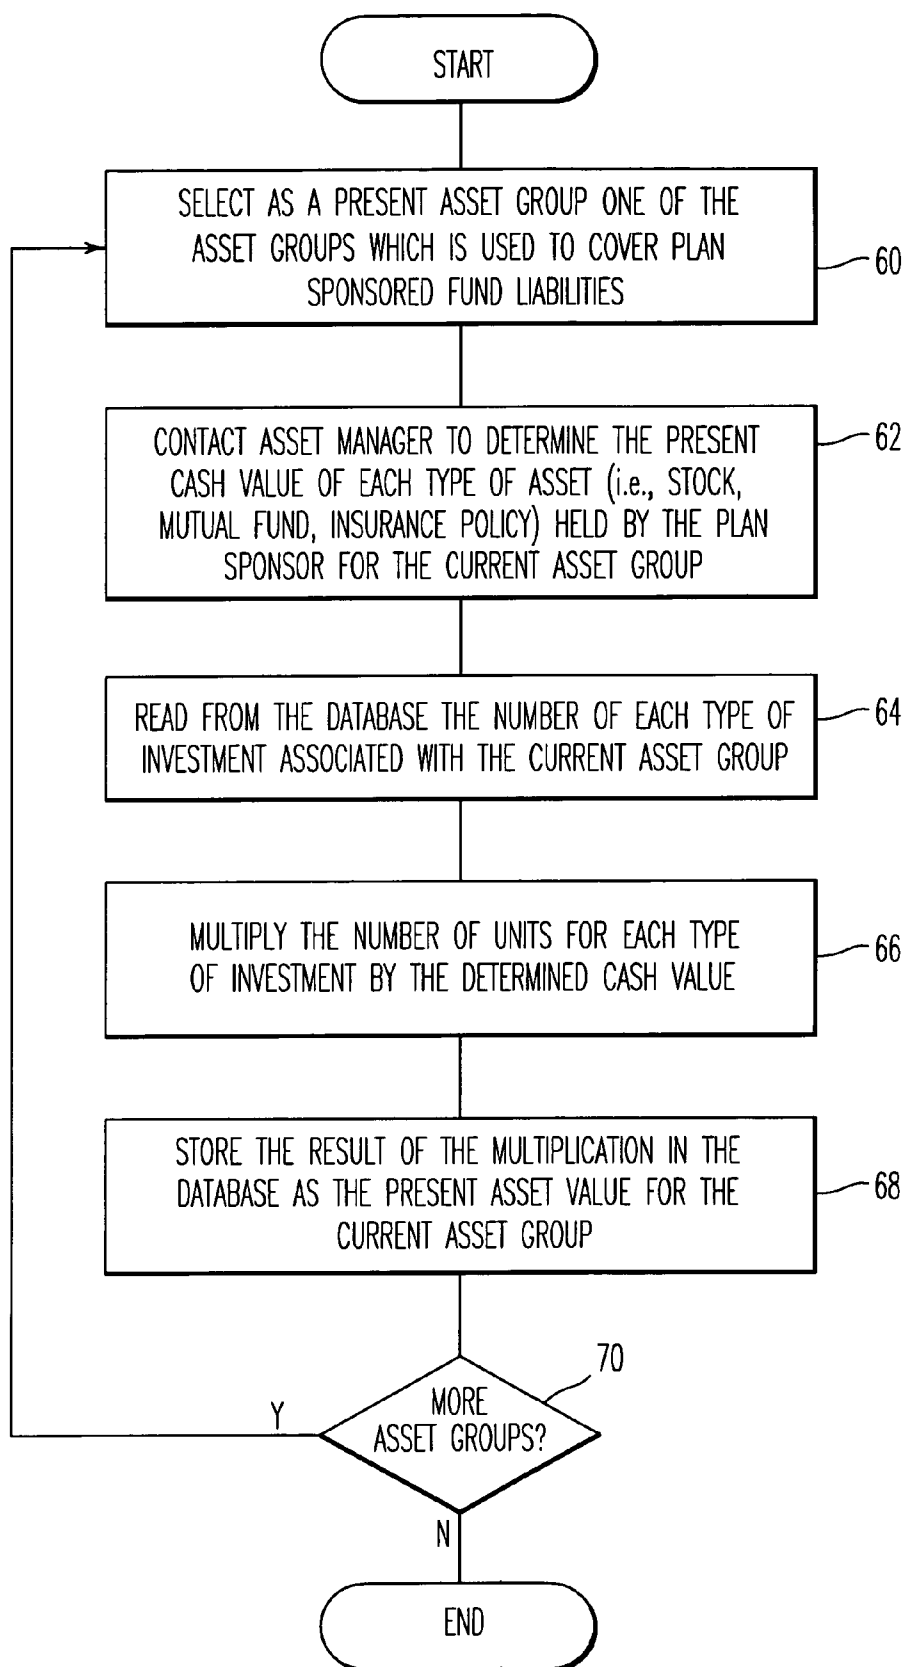 START
SELECT AS A PRESENT ASSET GROUP ONE OF THE
ASSET GROUPS WHICH IS USED TO COVER PLAN
SPONSORED FUND LIABILITIES
60
CONTACT ASSET MANAGER TO DETERMINE THE PRESENT
CASH VALUE OF EACH TYPE OF ASSET (i.e., STOCK,
MUTUAL FUND, INSURANCE POLICY) HELD BY THE PLAN
SPONSOR FOR THE CURRENT ASSET GROUP
62
READ FROM THE DATABASE THE NUMBER OF EACH TYPE OF
INVESTMENT ASSOCIATED WITH THE CURRENT ASSET GROUP
64
MULTIPLY THE NUMBER OF UNITS FOR EACH TYPE
OF INVESTMENT BY THE DETERMINED CASH VALUE
66
STORE THE RESULT OF THE MULTIPLICATION IN THE
DATABASE AS THE PRESENT ASSET VALUE FOR THE
CURRENT ASSET GROUP
68
70
MORE
ASSET GROUPS?
Y
N
END